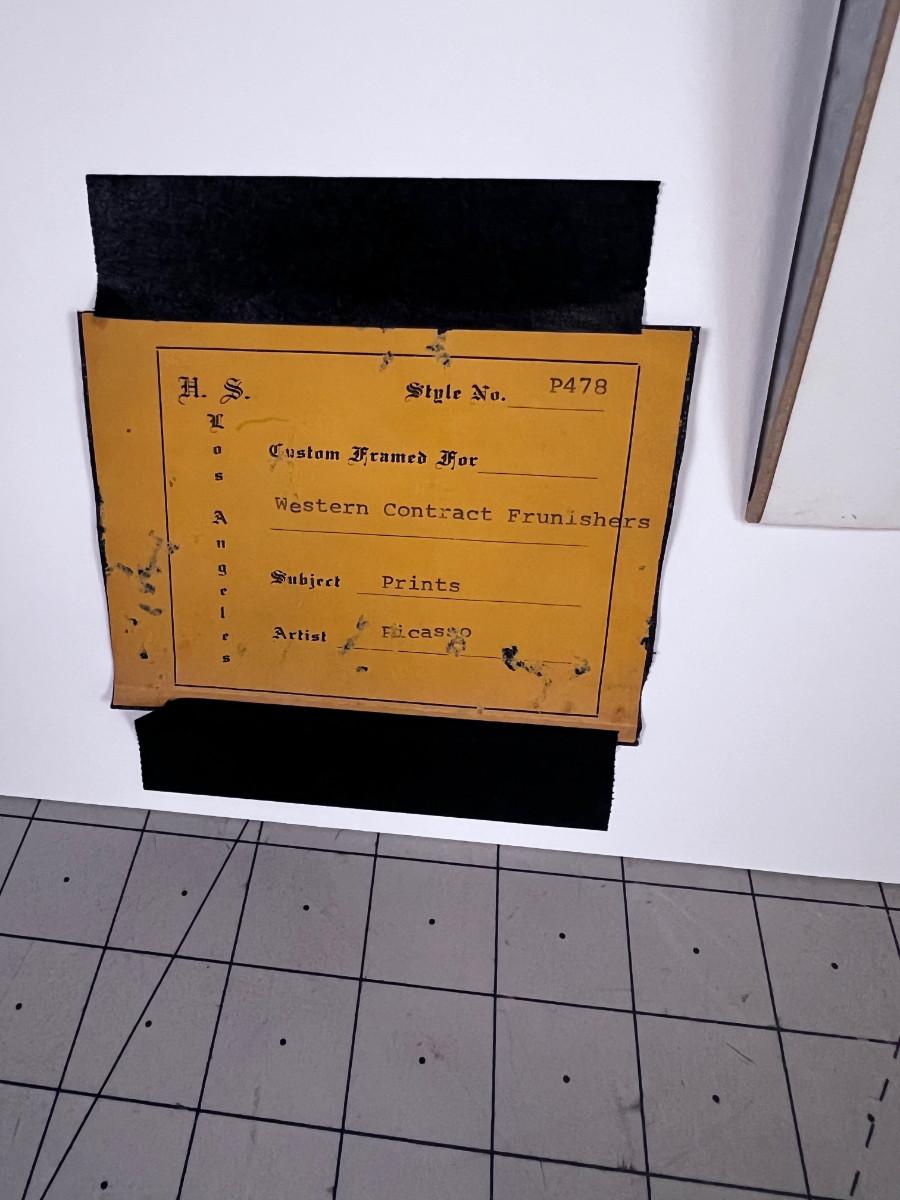 H. S.
Los Angeles
Style No. P478
Custom Framed For
Western Contract Frunishers
Subject Prints
Artist Picasso